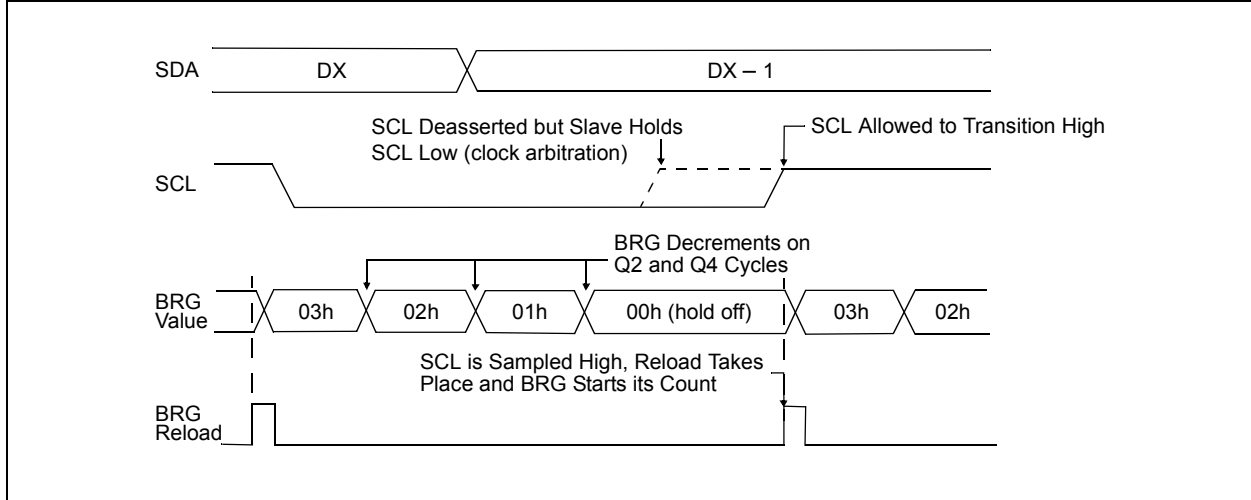 SDA
DX
DX – 1
SCL Deasserted but Slave Holds
SCL Low (clock arbitration)
SCL Allowed to Transition High
SCL
BRG Decrements on
Q2 and Q4 Cycles
BRG
Value
03h
02h
01h
00h (hold off)
03h
02h
SCL is Sampled High, Reload Takes
Place and BRG Starts its Count
BRG
Reload